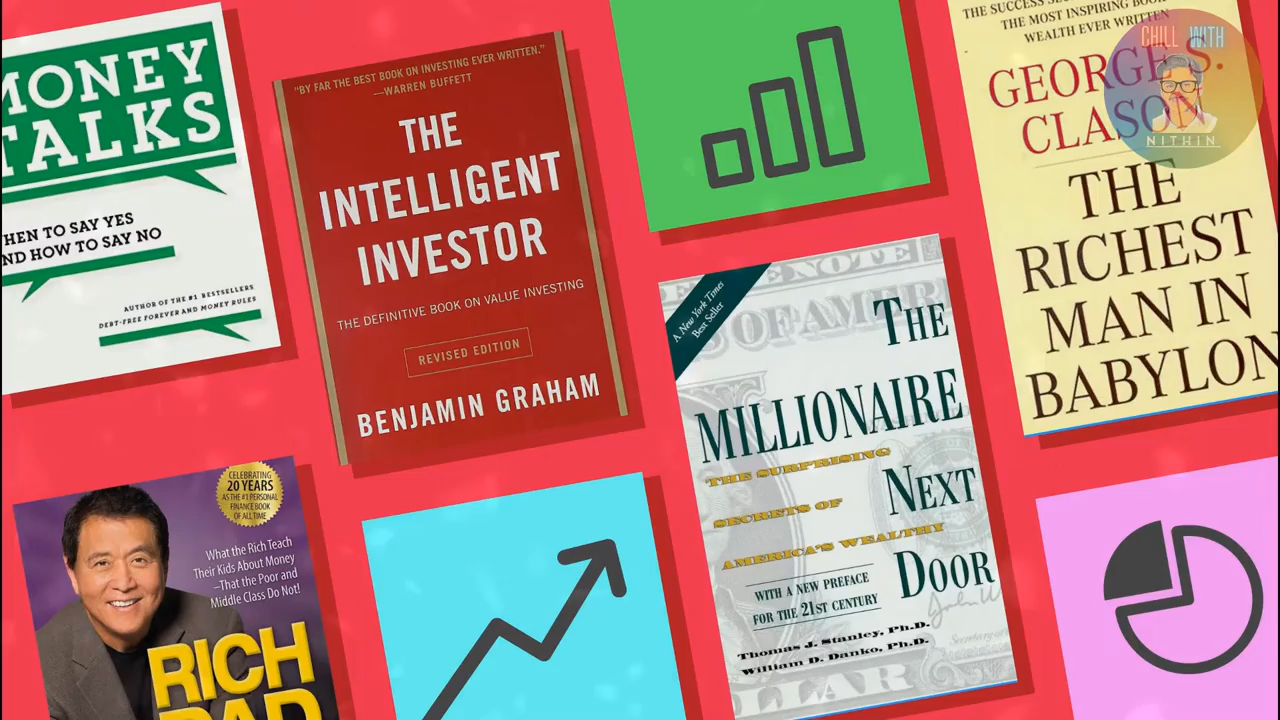 MONEY
TALKS
HEN TO SAY YES
ND HOW TO SAY NO
AUTHOR OF THE #1 BESTSELLERS
DEBT-FREE FOREVER AND MONEY RULES
"BY FAR THE BEST BOOK ON INVESTING EVER WRITTEN."
—WARREN BUFFETT
THE
INTELLIGENT
INVESTOR
THE DEFINITIVE BOOK ON VALUE INVESTING
REVISED EDITION
BENJAMIN GRAHAM
THE MOST INSPIRING BOOK
WEALTH EVER WRITTEN
GEORGE S.
CLASON
THE
RICHEST
MAN IN
BABYLON
CHILL WITH
NITHIN
A New York Times
Best Seller
THE
MILLIONAIRE
NEXT
DOOR
THE SURPRISING
SECRETS OF
AMERICA'S WEALTHY
WITH A NEW PREFACE
FOR THE 21ST CENTURY
Thomas J. Stanley, Ph.D.
William D. Danko, Ph.D.
CELEBRATING
20 YEARS
AS THE #1 PERSONAL
FINANCE BOOK
OF ALL TIME
What the Rich Teach
Their Kids About Money
—That the Poor and
Middle Class Do Not!
RICH
DAD